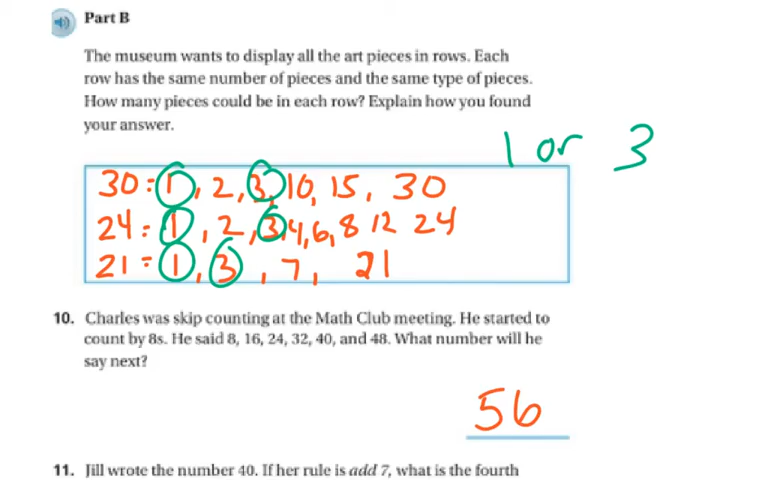 Part B
The museum wants to display all the art pieces in rows. Each
row has the same number of pieces and the same type of pieces.
How many pieces could be in each row? Explain how you found
your answer.
1 or 3
30 = 1, 2, 3, 10, 15, 30
24 = 1, 2, 3, 4, 6, 8 12 24
21 = 1, 3, 7, 21
10. Charles was skip counting at the Math Club meeting. He started to
count by 8s. He said 8, 16, 24, 32, 40, and 48. What number will he
say next?
56
11. Jill wrote the number 40. If her rule is add 7, what is the fourth